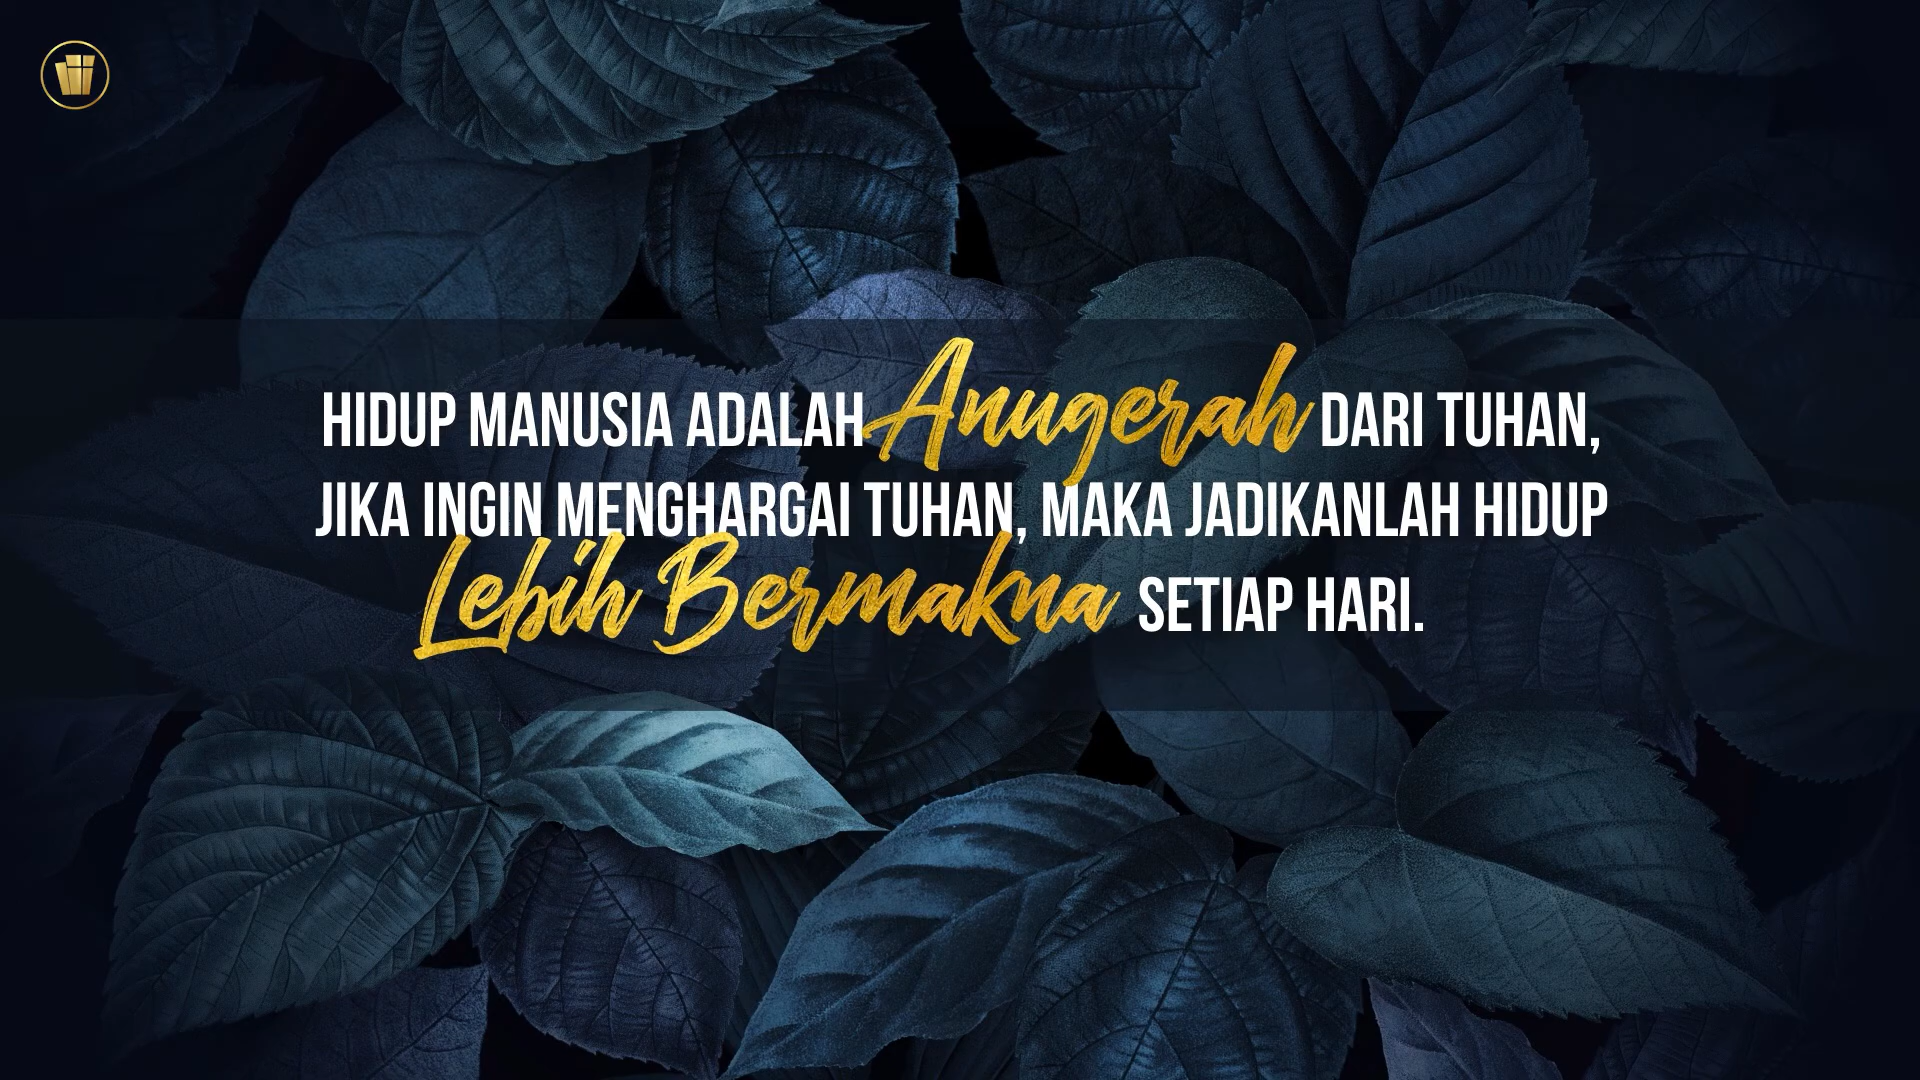 HIDUP MANUSIA ADALAH Anugerah DARI TUHAN,
JIKA INGIN MENGHARGAI TUHAN, MAKA JADIKANLAH HIDUP
Lebih Bermakna SETIAP HARI.